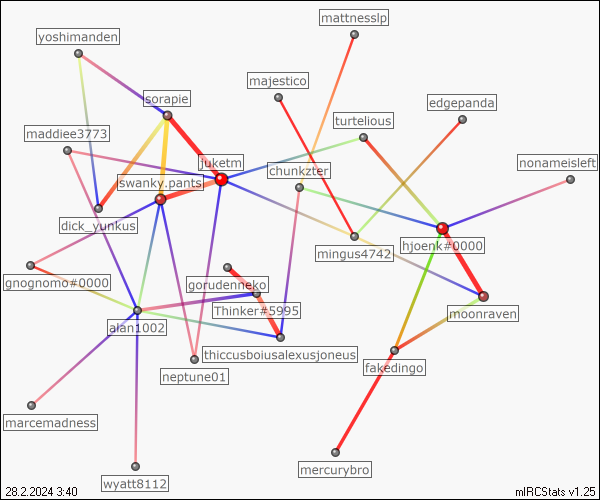 mattnesslp
yoshimanden
majestico
sorapie
edgepanda
turtelious
maddiee3773
juketm
nonameisleft
chunkzter
swanky.pants
dick_yunkus
hjoenk#0000
mingus4742
gnognomo#0000
gorudenneko
Thinker#5995
moonraven
alan1002
thiccusboiusalexusjoneus
fakedingo
neptune01
marcemadness
mercurybro
wyatt8112
28.2.2024 3:40
mIRCStats v1.25